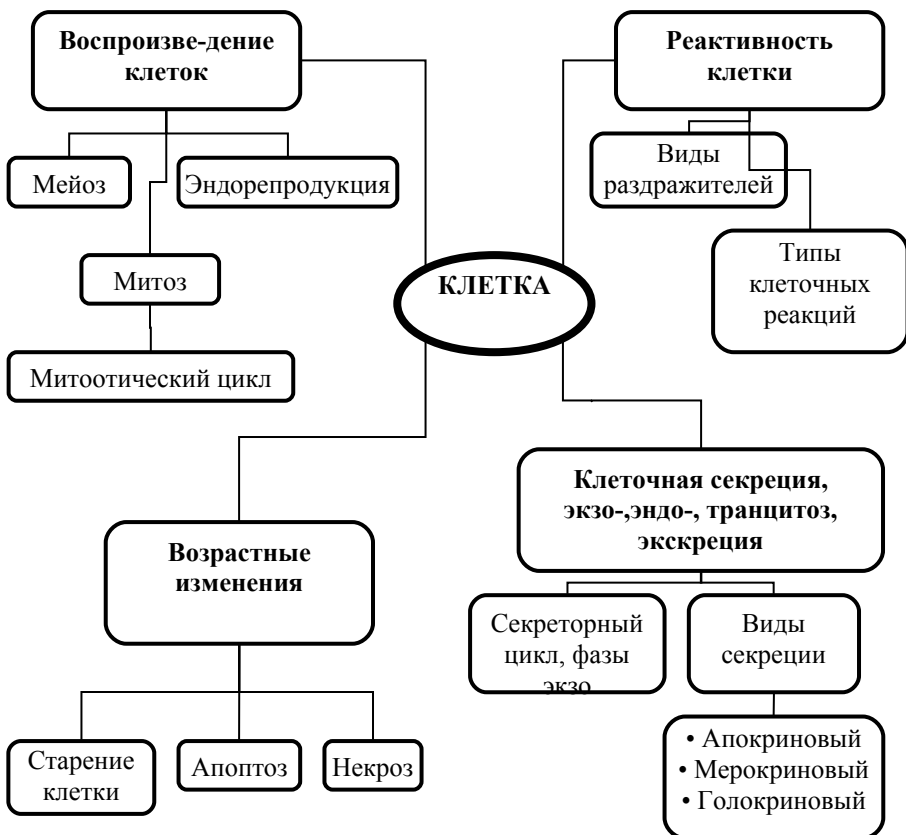 Воспроизве-дение
клеток
Реактивность
клетки
Мейоз
Эндорепродукция
Виды
раздражителей
Митоз
КЛЕТКА
Типы
клеточных
реакций
Митоотический цикл
Клеточная секреция,
экзо-,эндо-, транцитоз,
экскреция
Возрастные
изменения
Секреторный
цикл, фазы
экзо
Виды
секреции
Старение
клетки
Апоптоз
Некроз
• Апокриновый
• Мерокриновый
• Голокриновый